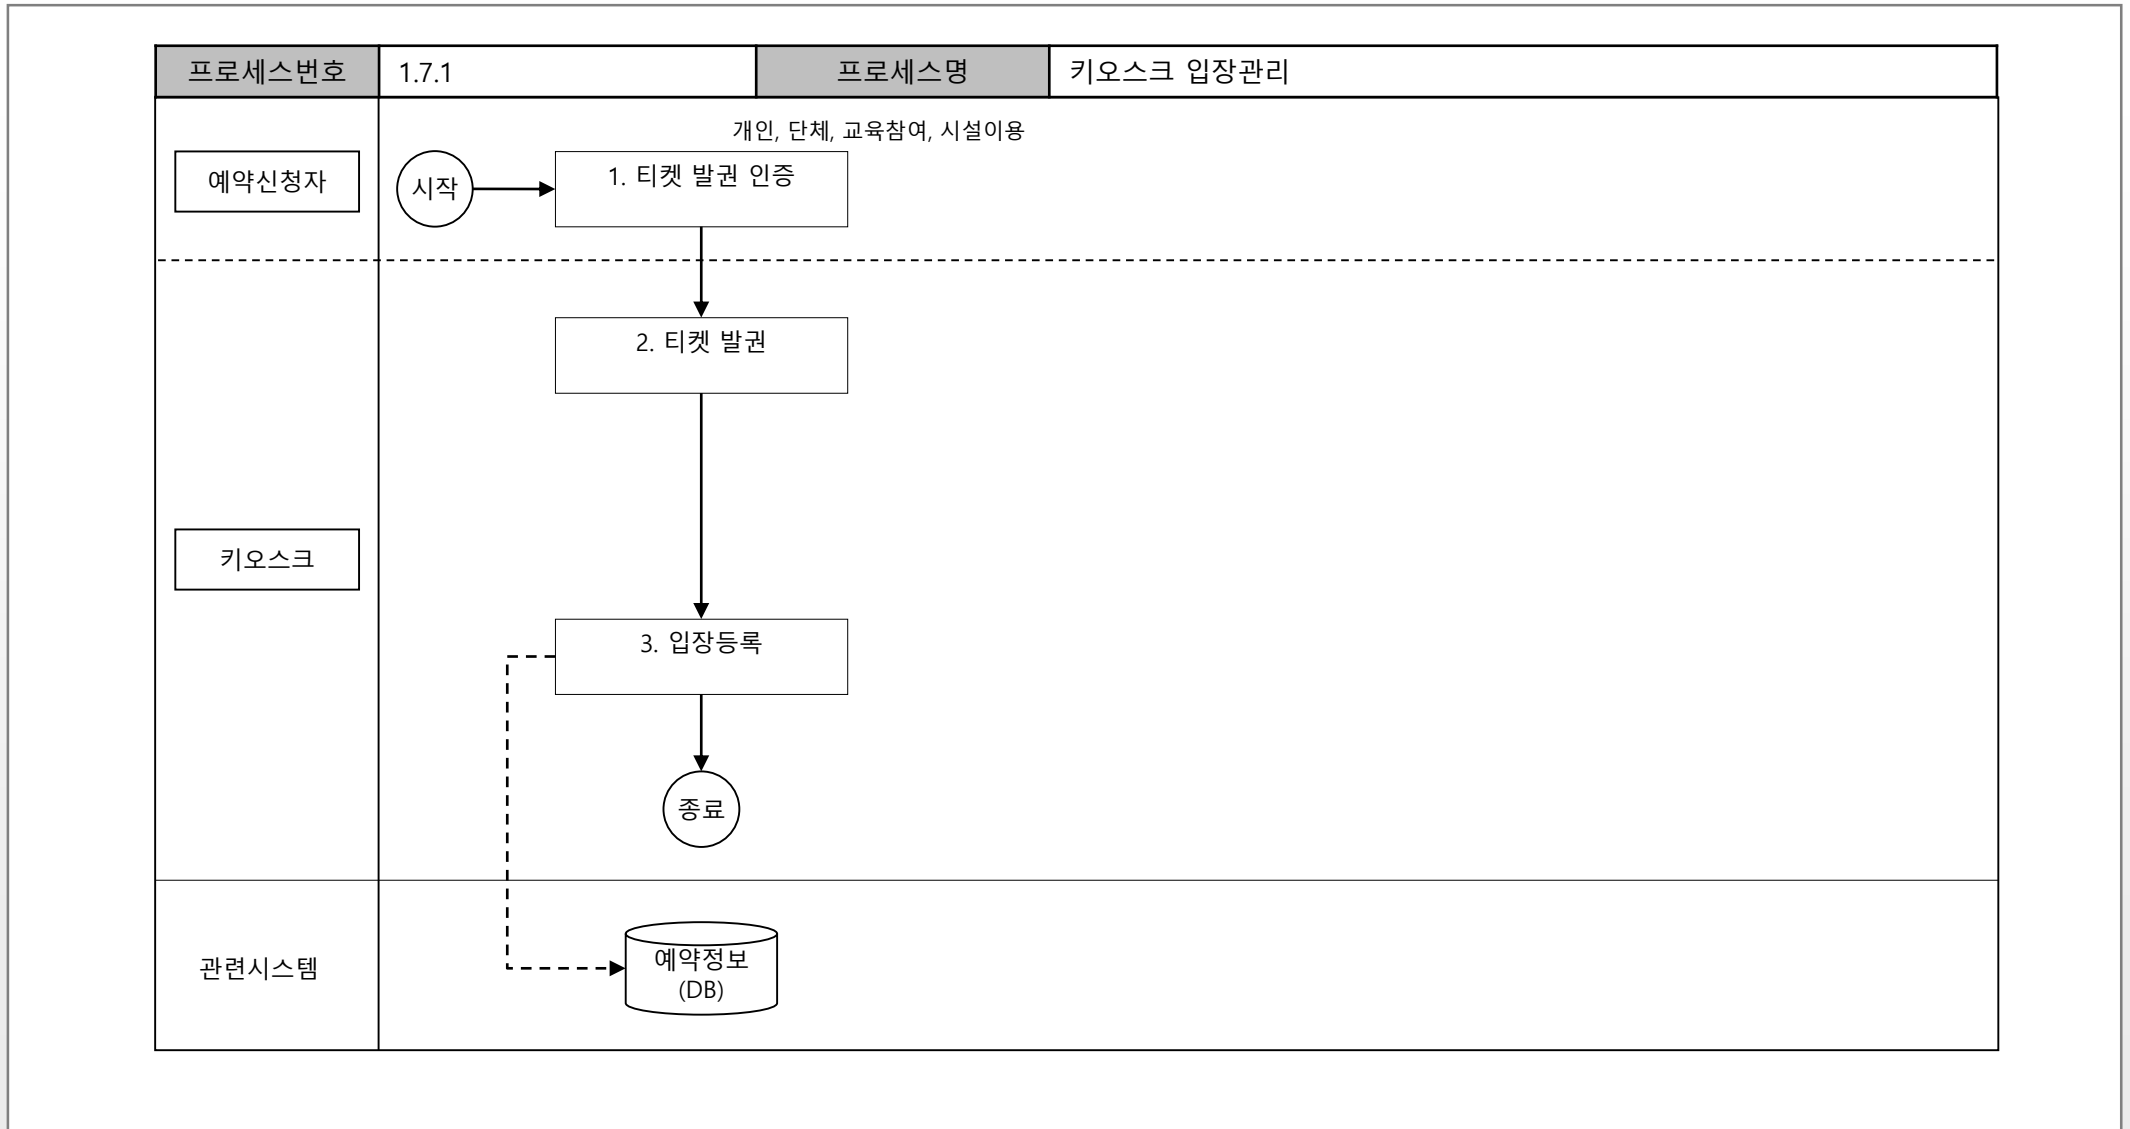 프로세스번호 1.7.1 프로세스명 키오스크 입장관리
개인, 단체, 교육참여, 시설이용
예약신청자
시작
1. 티켓 발권 인증
2. 티켓 발권
키오스크
3. 입장등록
종료
관련시스템
예약정보
(DB)